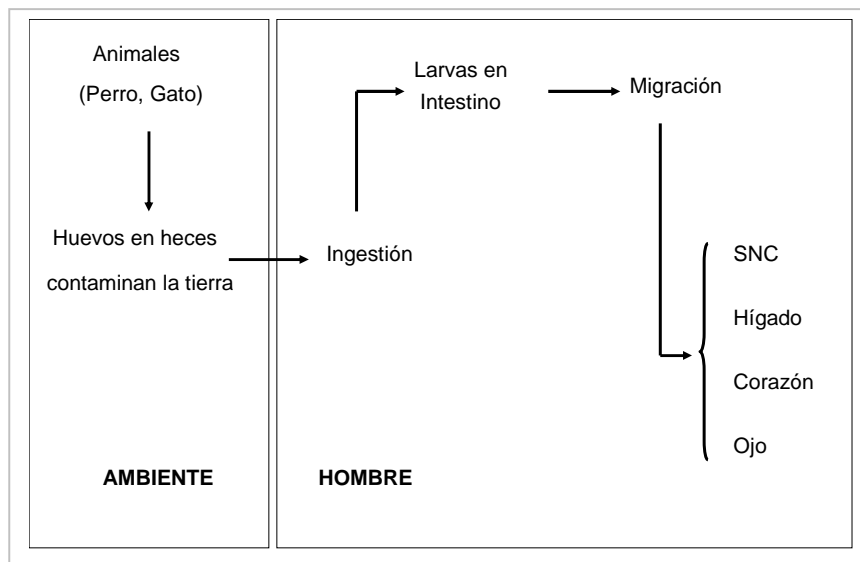 Animales
(Perro, Gato)
Huevos en heces
contaminan la tierra
AMBIENTE
Ingestión
Larvas en
Intestino
Migración
SNC
Hígado
Corazón
Ojo
HOMBRE